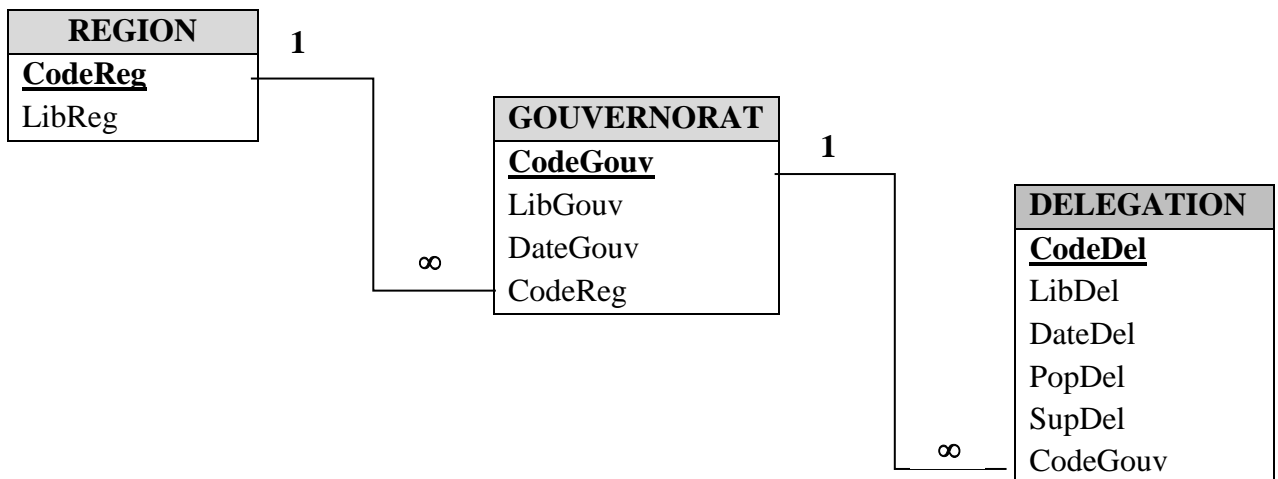 REGION
CodeReg
LibReg
1
∞
GOUVERNORAT
CodeGouv
LibGouv
DateGouv
CodeReg
1
∞
DELEGATION
CodeDel
LibDel
DateDel
PopDel
SupDel
CodeGouv